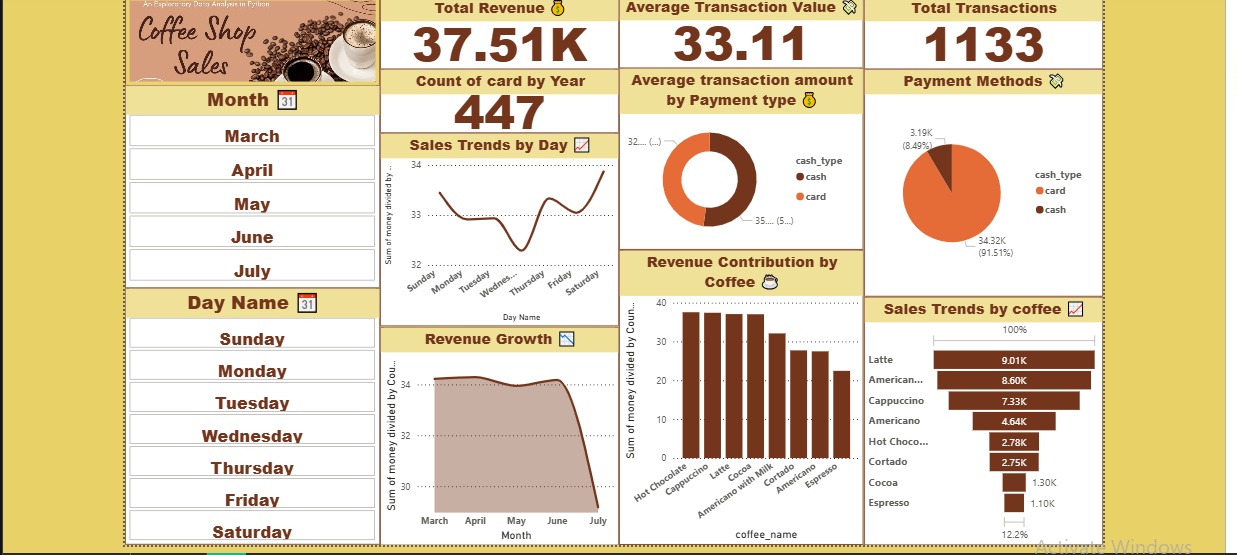 An Exploratory Data Analysis in Python
Coffee Shop
Sales
Month
March
April
May
June
July
Day Name
Sunday
Monday
Tuesday
Wednesday
Thursday
Friday
Saturday
Total Revenue
37.51K
Count of card by Year
447
Sales Trends by Day
Sum of money divided by ...
34
33
32
Sunday
Monday
Tuesday
Wednes...
Thursday
Friday
Saturday
Day Name
Revenue Growth
Sum of money divided by Cou...
34
32
30
March
April
May
June
July
Month
Average Transaction Value
33.11
Average transaction amount
by Payment type
32.... (...)
35.... (5...)
cash_type
cash
card
Revenue Contribution by
Coffee
Sum of money divided by Coun...
40
30
20
10
0
Hot Chocolate
Cappuccino
Latte
Cocoa
Americano with Milk
Cortado
Americano
Espresso
coffee_name
Total Transactions
1133
Payment Methods
3.19K
(8.49%)
34.32K
(91.51%)
cash_type
card
cash
Sales Trends by coffee
100%
Latte 9.01K
American... 8.60K
Cappuccino 7.33K
Americano 4.64K
Hot Choco... 2.78K
Cortado 2.75K
Cocoa 1.30K
Espresso 1.10K
12.2%
Activate Windows